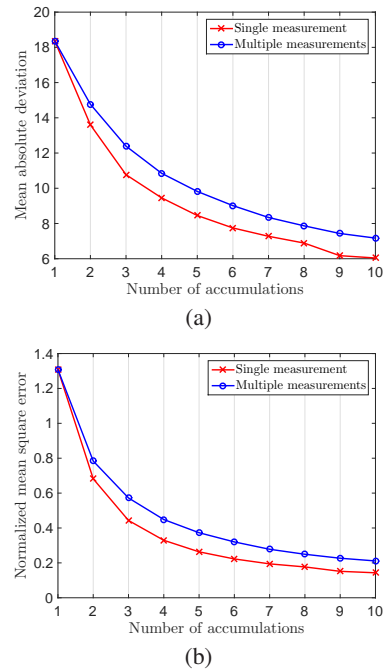 20
18
16
14
12
10
8
6
Mean absolute deviation
Single measurement
Multiple measurements
1 2 3 4 5 6 7 8 9 10
Number of accumulations
(a)
1.4
1.2
1
0.8
0.6
0.4
0.2
0
Normalized mean square error
Single measurement
Multiple measurements
1 2 3 4 5 6 7 8 9 10
Number of accumulations
(b)